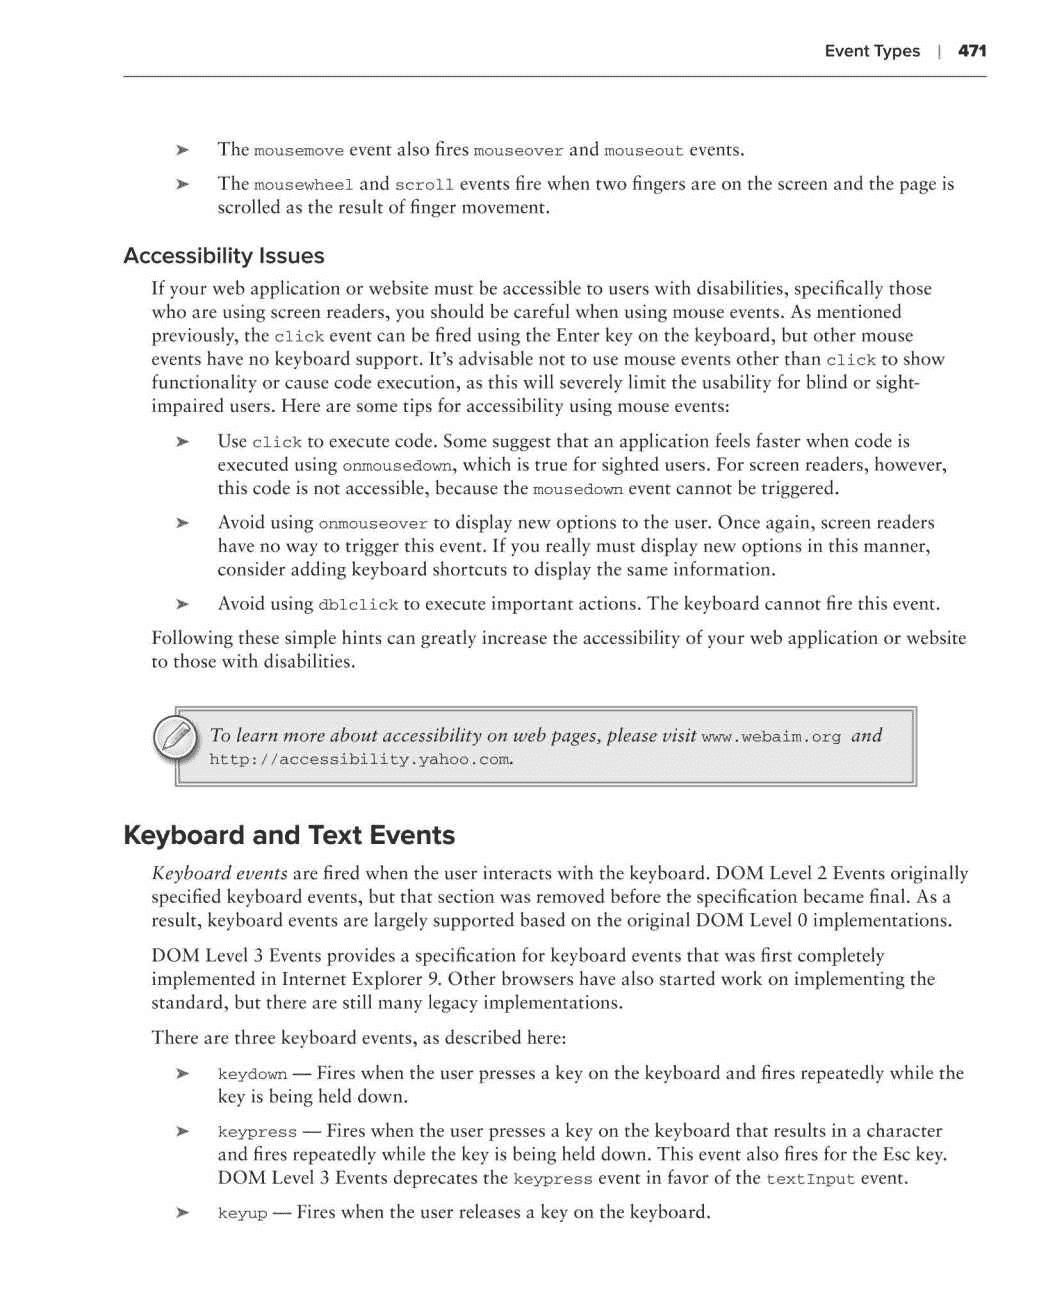 Event Types | 471
➤ The mousemove event also fires mouseover and mouseout events.
➤ The mousewheel and scroll events fire when two fingers are on the screen and the page is
scrolled as the result of finger movement.
Accessibility Issues
If your web application or website must be accessible to users with disabilities, specifically those
who are using screen readers, you should be careful when using mouse events. As mentioned
previously, the click event can be fired using the Enter key on the keyboard, but other mouse
events have no keyboard support. It’s advisable not to use mouse events other than click to show
functionality or cause code execution, as this will severely limit the usability for blind or sight-
impaired users. Here are some tips for accessibility using mouse events:
➤ Use click to execute code. Some suggest that an application feels faster when code is
executed using onmousedown, which is true for sighted users. For screen readers, however,
this code is not accessible, because the mousedown event cannot be triggered.
➤ Avoid using onmouseover to display new options to the user. Once again, screen readers
have no way to trigger this event. If you really must display new options in this manner,
consider adding keyboard shortcuts to display the same information.
➤ Avoid using dblclick to execute important actions. The keyboard cannot fire this event.
Following these simple hints can greatly increase the accessibility of your web application or website
to those with disabilities.
To learn more about accessibility on web pages, please visit www.webaim.org and
http://accessibility.yahoo.com.
Keyboard and Text Events
Keyboard events are fired when the user interacts with the keyboard. DOM Level 2 Events originally
specified keyboard events, but that section was removed before the specification became final. As a
result, keyboard events are largely supported based on the original DOM Level 0 implementations.
DOM Level 3 Events provides a specification for keyboard events that was first completely
implemented in Internet Explorer 9. Other browsers have also started work on implementing the
standard, but there are still many legacy implementations.
There are three keyboard events, as described here:
➤ keydown — Fires when the user presses a key on the keyboard and fires repeatedly while the
key is being held down.
➤ keypress — Fires when the user presses a key on the keyboard that results in a character
and fires repeatedly while the key is being held down. This event also fires for the Esc key.
DOM Level 3 Events deprecates the keypress event in favor of the textInput event.
➤ keyup — Fires when the user releases a key on the keyboard.